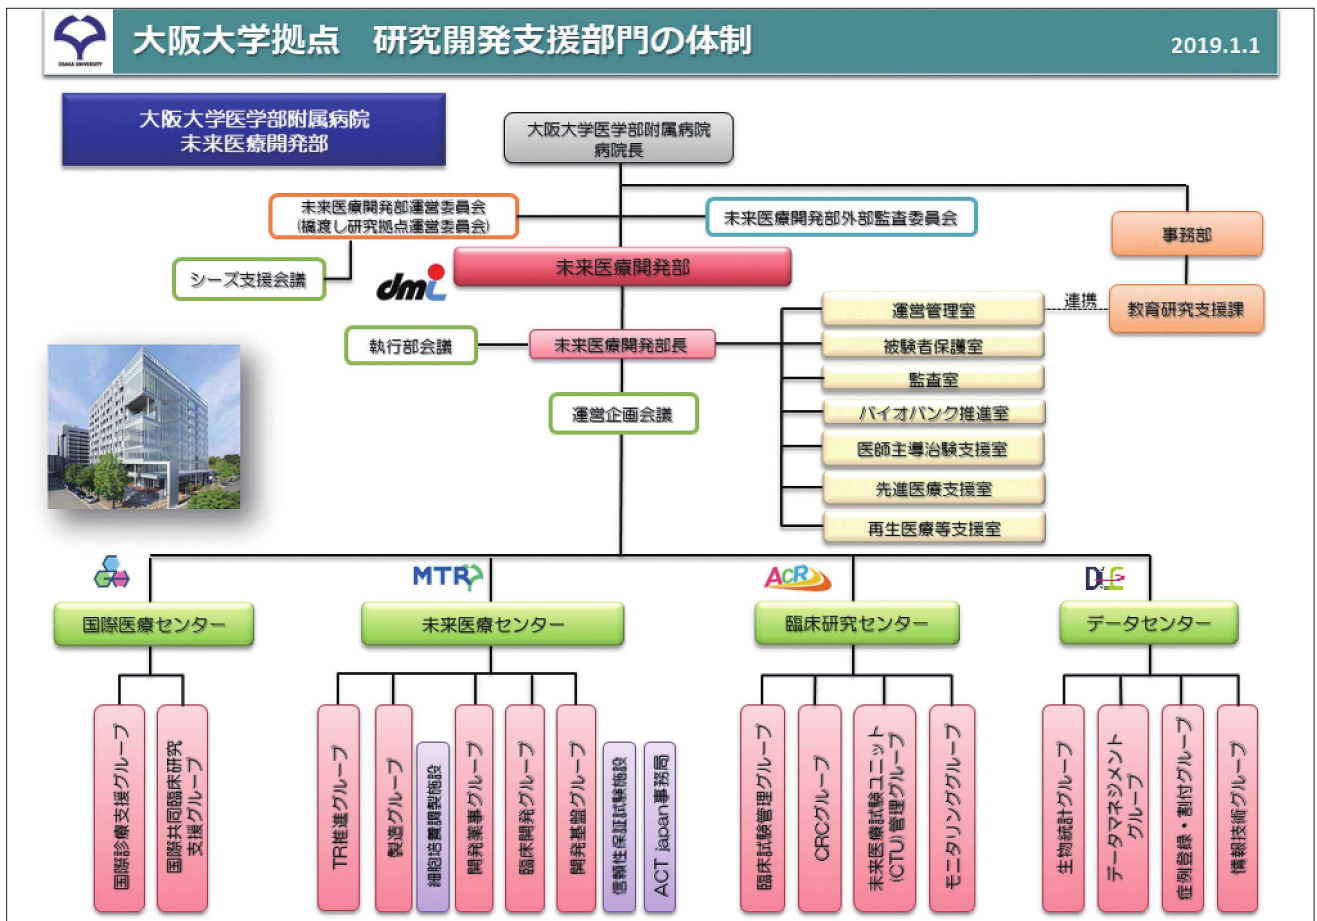 大阪大学拠点　研究開発支援部門の体制
2019.1.1
OSAKA UNIVERSITY
大阪大学医学部附属病院
未来医療開発部
大阪大学医学部附属病院
病院長
未来医療開発部運営委員会
(橋渡し研究拠点運営委員会)
未来医療開発部外部監査委員会
事務部
シーズ支援会議
dmi
未来医療開発部
運営管理室
連携
教育研究支援課
執行部会議
未来医療開発部長
被験者保護室
監査室
運営企画会議
バイオバンク推進室
医師主導治験支援室
先進医療支援室
再生医療等支援室
MTR
ACR
国際医療センター
未来医療センター
臨床研究センター
データセンター
国際診療支援グループ
国際共同臨床研究
支援グループ
TR推進グループ
製造グループ
細胞培養調製施設
開発薬事グループ
臨床開発グループ
開発基盤グループ
信頼性保証試験施設
ACT japan事務局
臨床試験管理グループ
CRCグループ
未来医療試験ユニット
(CTU)管理グループ
モニタリンググループ
生物統計グループ
データマネジメント
グループ
症例登録・割付グループ
情報技術グループ